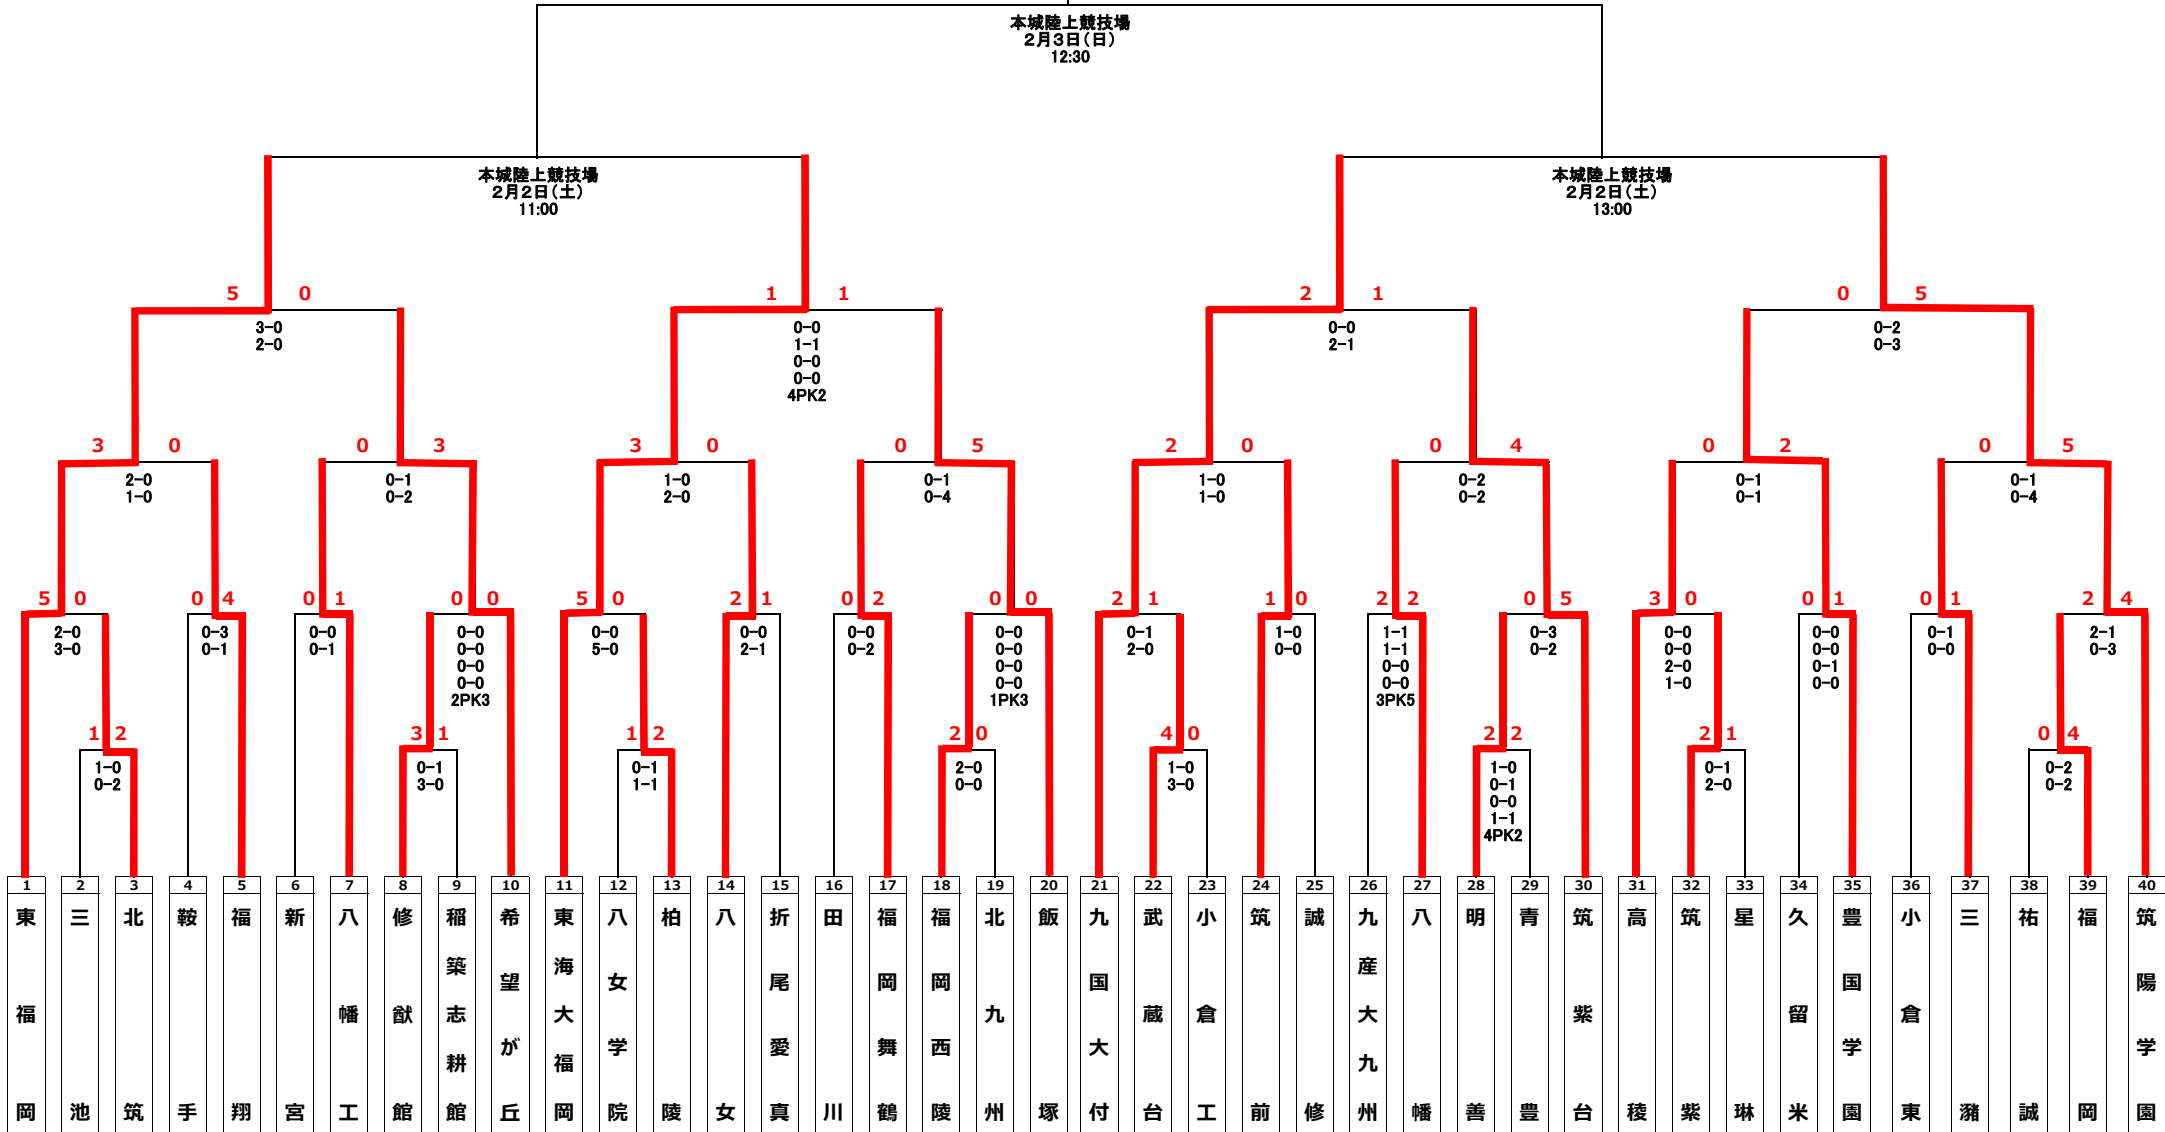 本城陸上競技場
2月3日(日)
12:30
本城陸上競技場
2月2日(土)
11:00
本城陸上競技場
2月2日(土)
13:00
5 0 1 1 2 1 0 5
3-0 0-0 0-0 0-2
2-0 1-1 2-1 0-3
0-0
0-0
4PK2
3 0 0 3 3 0 0 5 2 0 0 4 0 2 0 5
2-0 0-1 1-0 0-1 1-0 0-2 0-1 0-1
1-0 0-2 2-0 0-4 1-0 0-2 0-1 0-4
5 0 0 4 0 1 0 0 5 0 2 1 0 2 0 0 2 1 1 0 2 2 0 5 3 0 0 1 0 1 2 4
2-0 0-3 0-0 0-0 0-0 0-0 0-0 0-0 0-1 1-0 1-1 0-3 0-0 0-0 0-1 2-1
3-0 0-1 0-1 0-0 5-0 2-1 0-2 0-0 2-0 0-0 1-1 0-2 0-0 0-0 0-0 0-3
0-0 0-0 0-0 2-0 0-1
0-0 0-0 0-0 1-0 0-0
2PK3 1PK3 3PK5
1 2 3 1 1 2 2 0 4 0 2 2 2 1 0 4
1-0 0-1 0-1 2-0 1-0 1-0 0-1 0-2
0-2 3-0 1-1 0-0 3-0 0-1 2-0 0-2
0-0
1-1
4PK2
1 東福岡
2 三池
3 北筑
4 鞍手
5 福翔
6 新宮
7 八幡工
8 修猷館
9 稲築志耕館
10 希望が丘
11 東海大福岡
12 八女学院
13 柏陵
14 八女
15 折尾愛真
16 田川
17 福岡舞鶴
18 福岡西陵
19 北九州
20 飯塚
21 九国大付
22 武蔵台
23 小倉工
24 筑前
25 誠修
26 九産大九州
27 八幡
28 明善
29 青豊
30 筑紫台
31 高稜
32 筑紫
33 星琳
34 久留米
35 豊国学園
36 小倉東
37 三潴
38 祐誠
39 福岡
40 筑陽学園